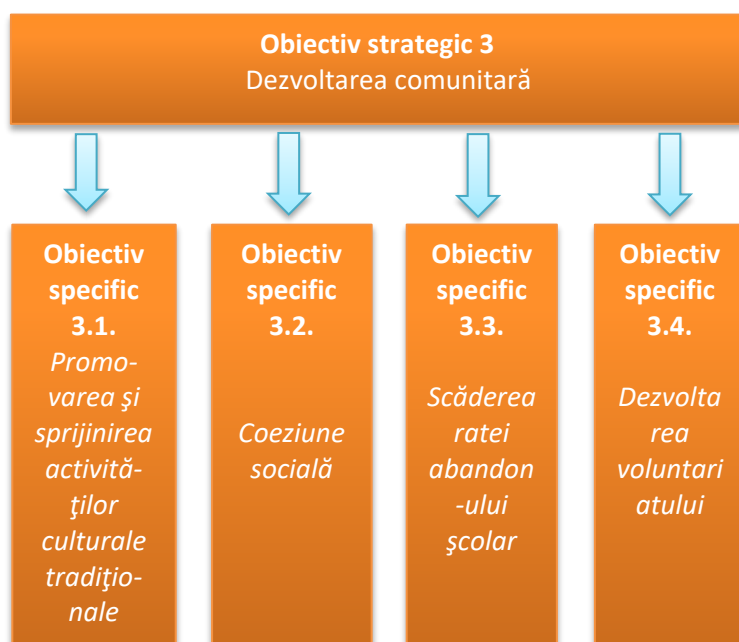 Obiectiv strategic 3
Dezvoltarea comunitară
Obiectiv
specific
3.1.
Promo-
varea şi
sprijinirea
activită-
ţilor
culturale
tradiţio-
nale
Obiectiv
specific
3.2.
Coeziune
socială
Obiectiv
specific
3.3.
Scăderea
ratei
abandon
-ului
şcolar
Obiectiv
specific
3.4.
Dezvolta
rea
voluntari
atului